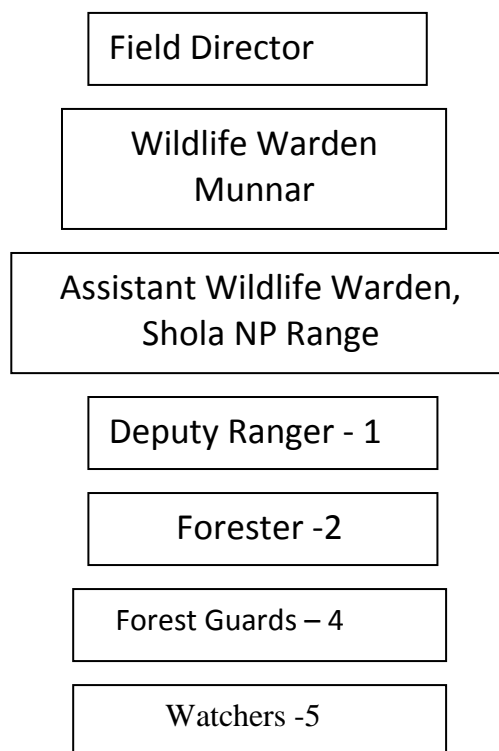 Field Director
Wildlife Warden
Munnar
Assistant Wildlife Warden,
Shola NP Range
Deputy Ranger - 1
Forester -2
Forest Guards – 4
Watchers -5